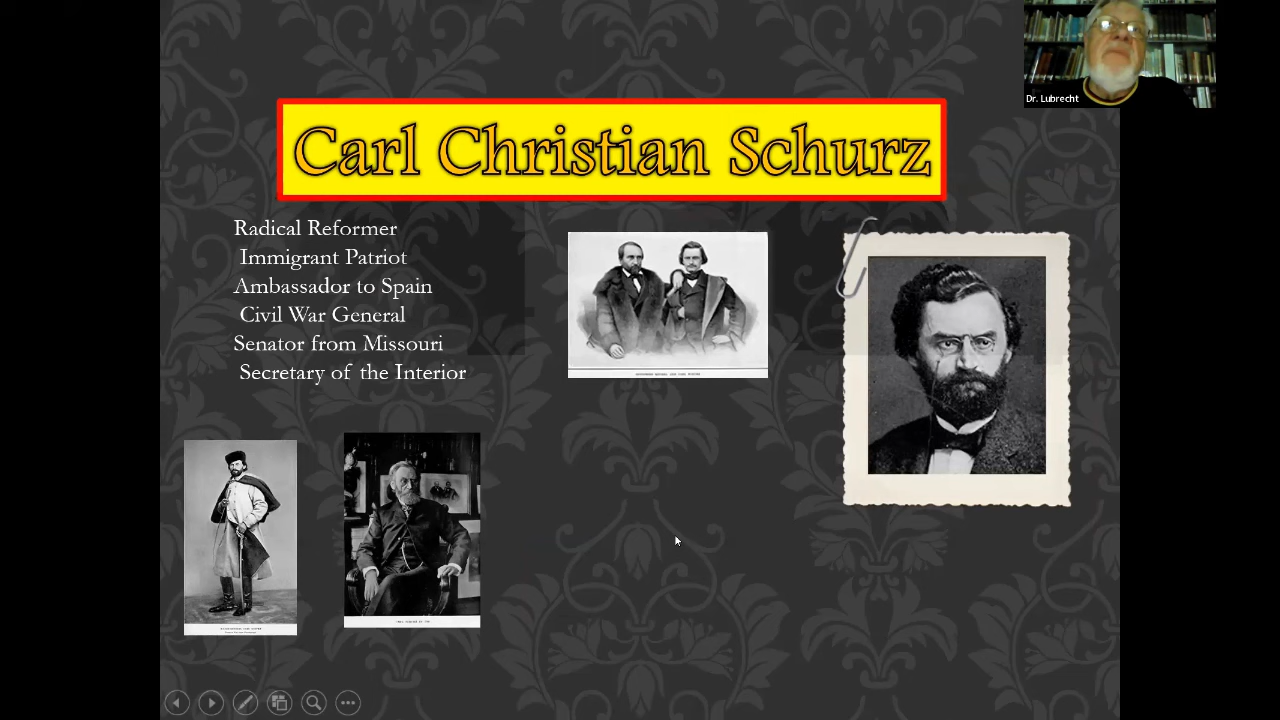 Dr. Lubrecht
Carl Christian Schurz
Radical Reformer
Immigrant Patriot
Ambassador to Spain
Civil War General
Senator from Missouri
Secretary of the Interior